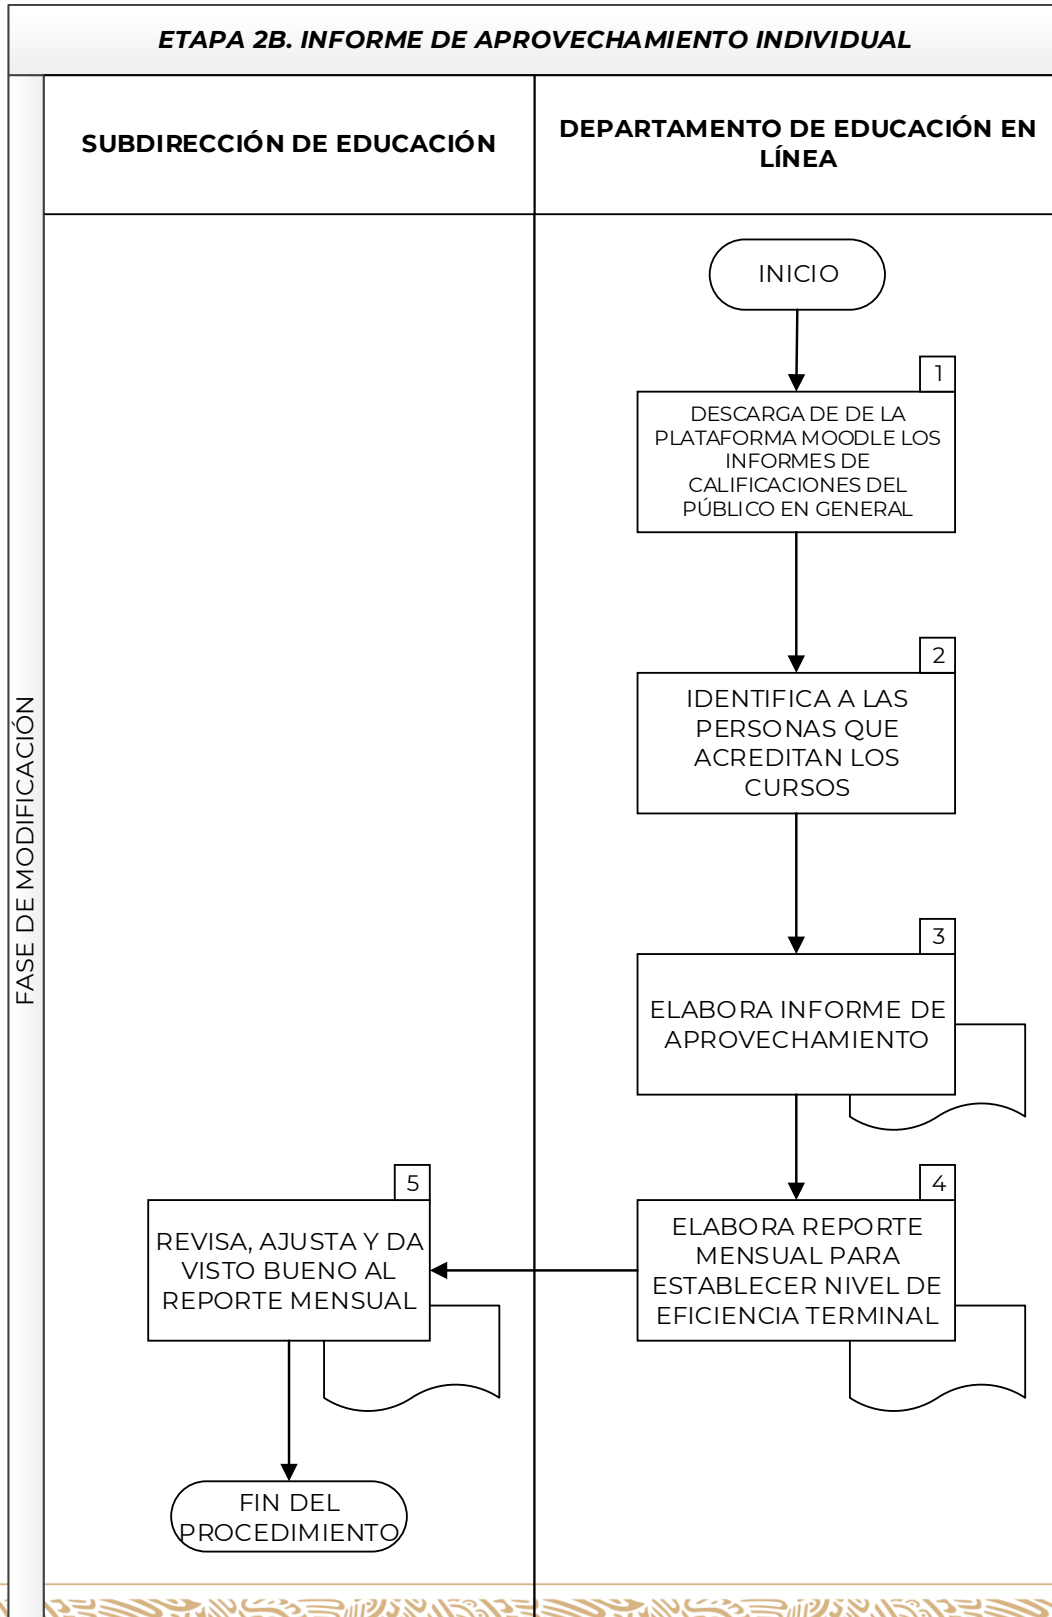 ETAPA 2B. INFORME DE APROVECHAMIENTO INDIVIDUAL
SUBDIRECCIÓN DE EDUCACIÓN
DEPARTAMENTO DE EDUCACIÓN EN
LÍNEA
FASE DE MODIFICACIÓN
INICIO
1
DESCARGA DE DE LA
PLATAFORMA MOODLE LOS
INFORMES DE
CALIFICACIONES DEL
PÚBLICO EN GENERAL
2
IDENTIFICA A LAS
PERSONAS QUE
ACREDITAN LOS
CURSOS
3
ELABORA INFORME DE
APROVECHAMIENTO
4
ELABORA REPORTE
MENSUAL PARA
ESTABLECER NIVEL DE
EFICIENCIA TERMINAL
5
REVISA, AJUSTA Y DA
VISTO BUENO AL
REPORTE MENSUAL
FIN DEL
PROCEDIMIENTO